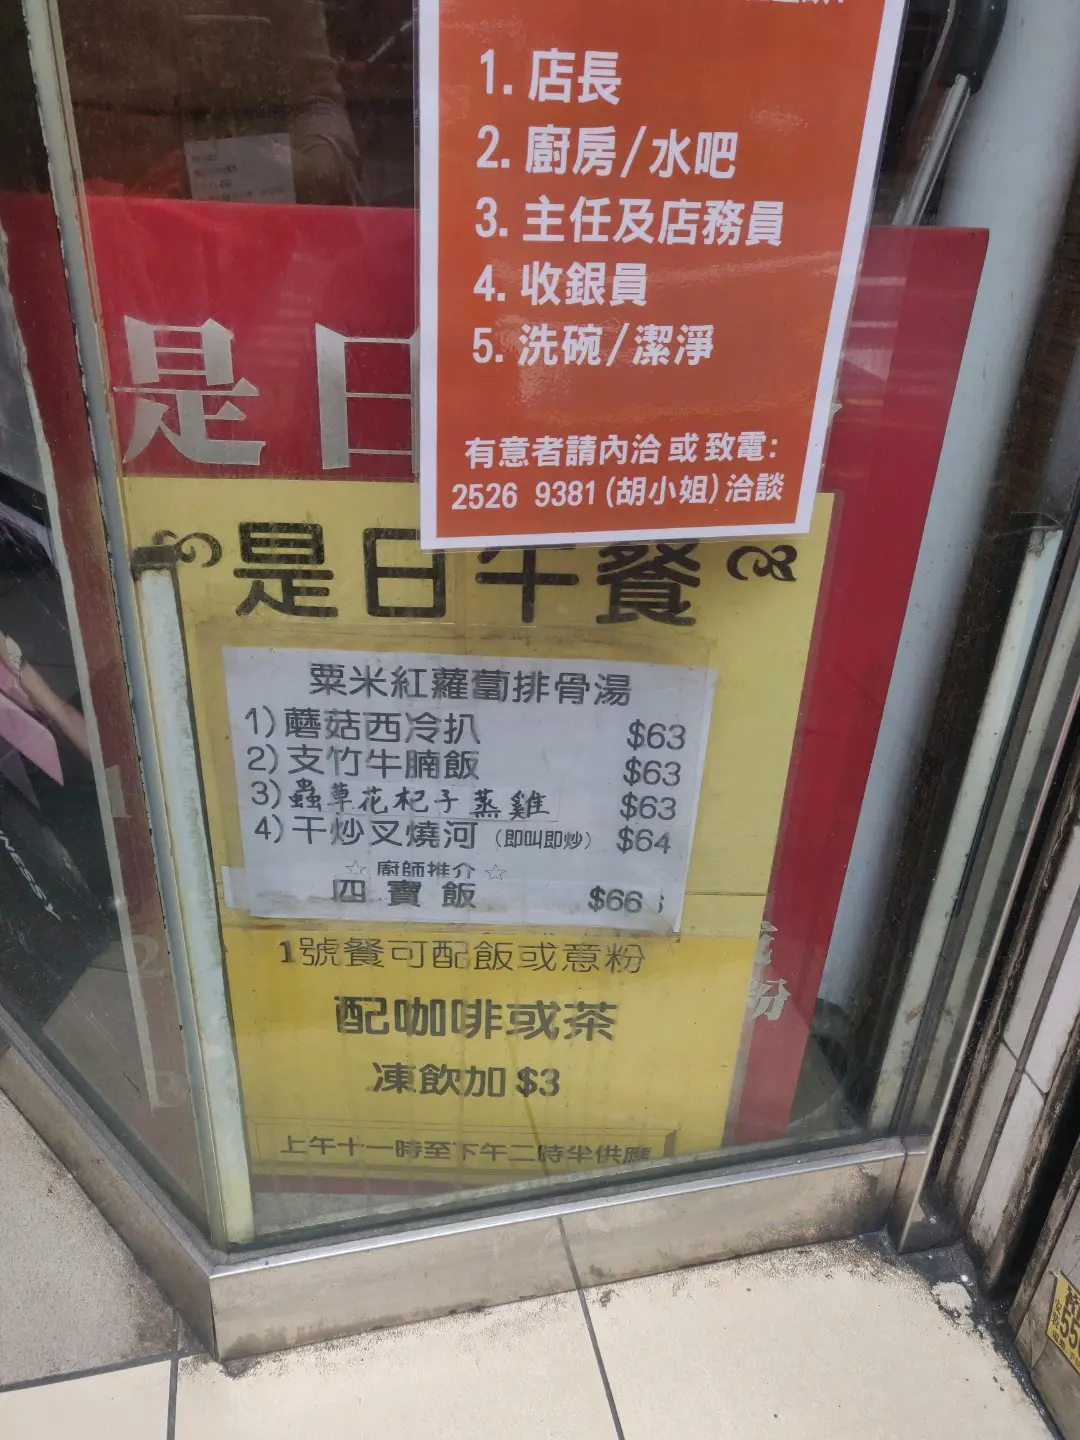 1. 店長
2. 廚房/水吧
3. 主任及店務員
4. 收銀員
5. 洗碗/潔淨
有意者請內洽 或 致電:
2526 9381 (胡小姐) 洽談
是日
是日午餐
粟米紅蘿蔔排骨湯
1) 蘑菇西冷扒 $63
2) 支竹牛腩飯 $63
3) 蟲草花杞子蒸雞 $63
4) 干炒叉燒河 (即叫即炒) $64
☆ 廚師推介 ☆
四寶飯 $66
1號餐可配飯或意粉
配咖啡或茶
凍飲加 $3
上午十一時至下午二時半供應
粉